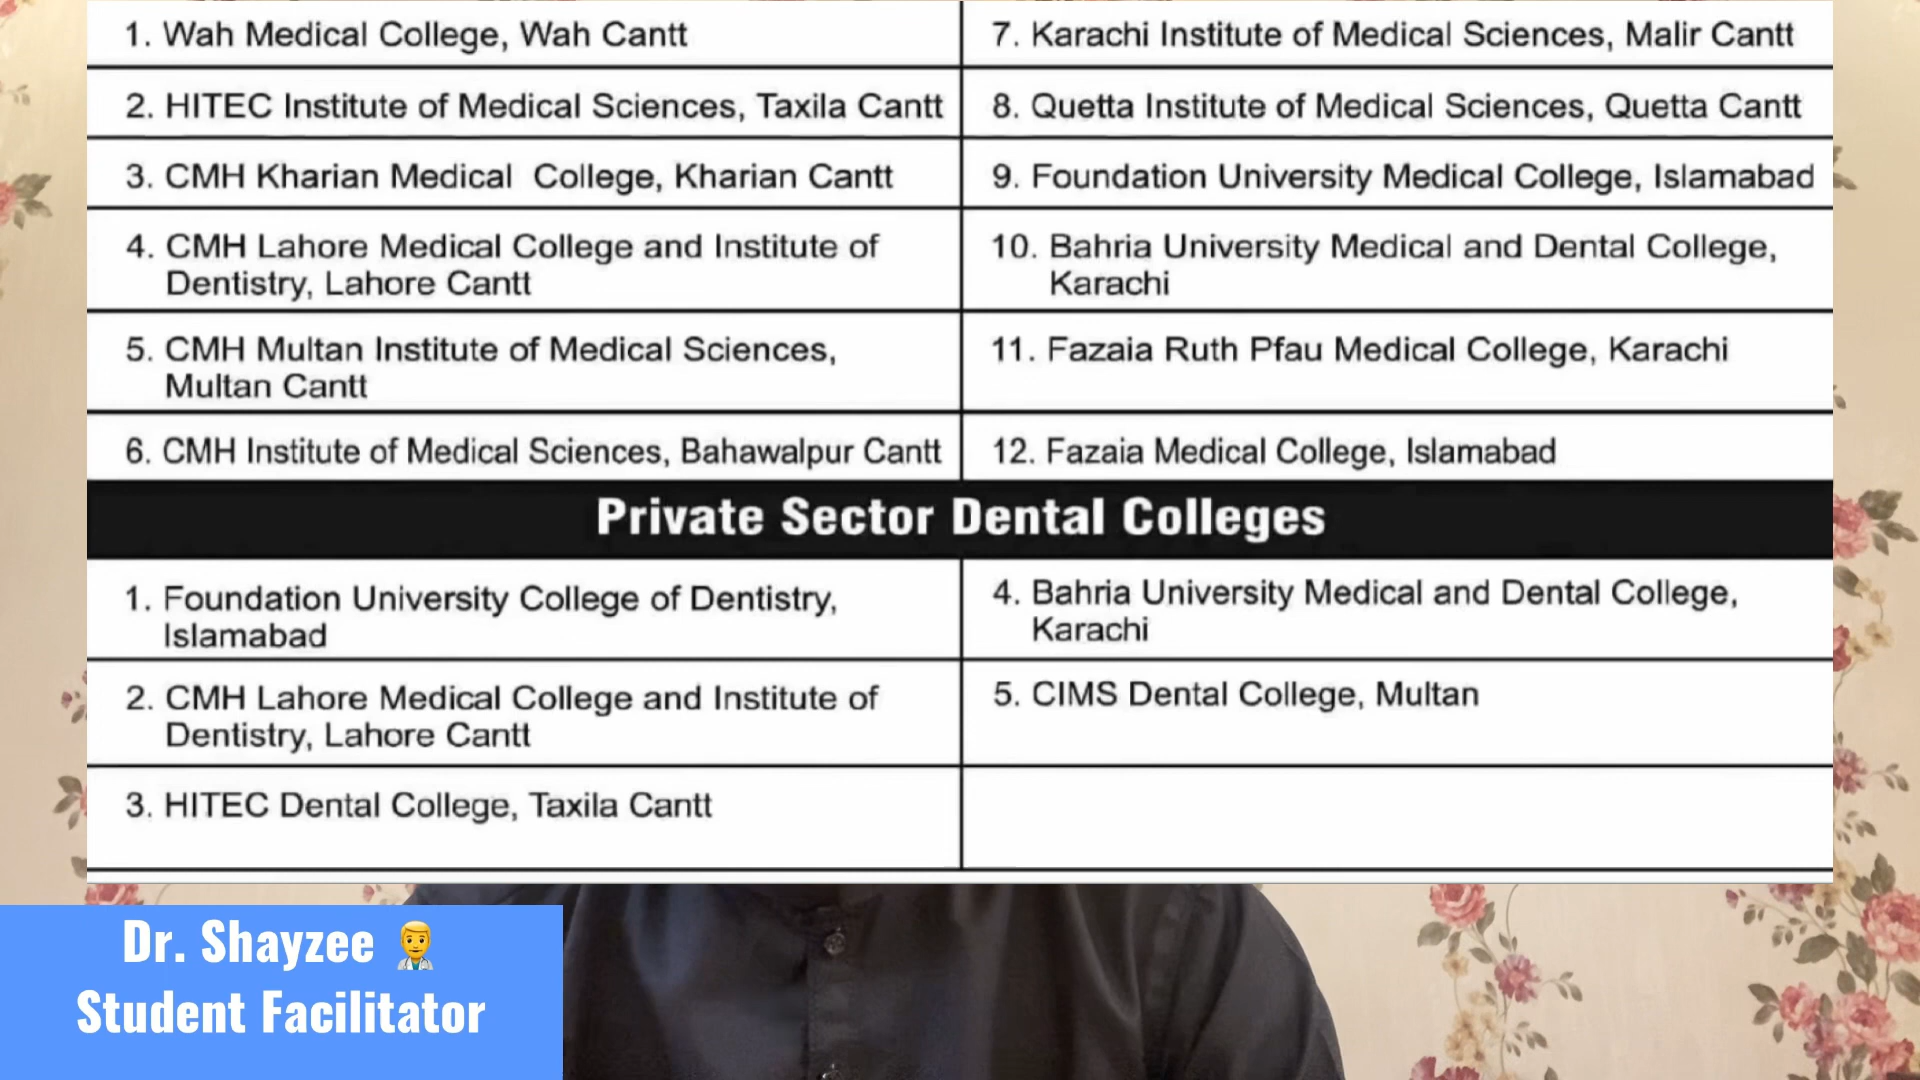 1. Wah Medical College, Wah Cantt
2. HITEC Institute of Medical Sciences, Taxila Cantt
3. CMH Kharian Medical College, Kharian Cantt
4. CMH Lahore Medical College and Institute of
Dentistry, Lahore Cantt
5. CMH Multan Institute of Medical Sciences,
Multan Cantt
6. CMH Institute of Medical Sciences, Bahawalpur Cantt
7. Karachi Institute of Medical Sciences, Malir Cantt
8. Quetta Institute of Medical Sciences, Quetta Cantt
9. Foundation University Medical College, Islamabad
10. Bahria University Medical and Dental College,
Karachi
11. Fazaia Ruth Pfau Medical College, Karachi
12. Fazaia Medical College, Islamabad
Private Sector Dental Colleges
1. Foundation University College of Dentistry,
Islamabad
2. CMH Lahore Medical College and Institute of
Dentistry, Lahore Cantt
3. HITEC Dental College, Taxila Cantt
4. Bahria University Medical and Dental College,
Karachi
5. CIMS Dental College, Multan
Dr. Shayzee 👨‍⚕️
Student Facilitator